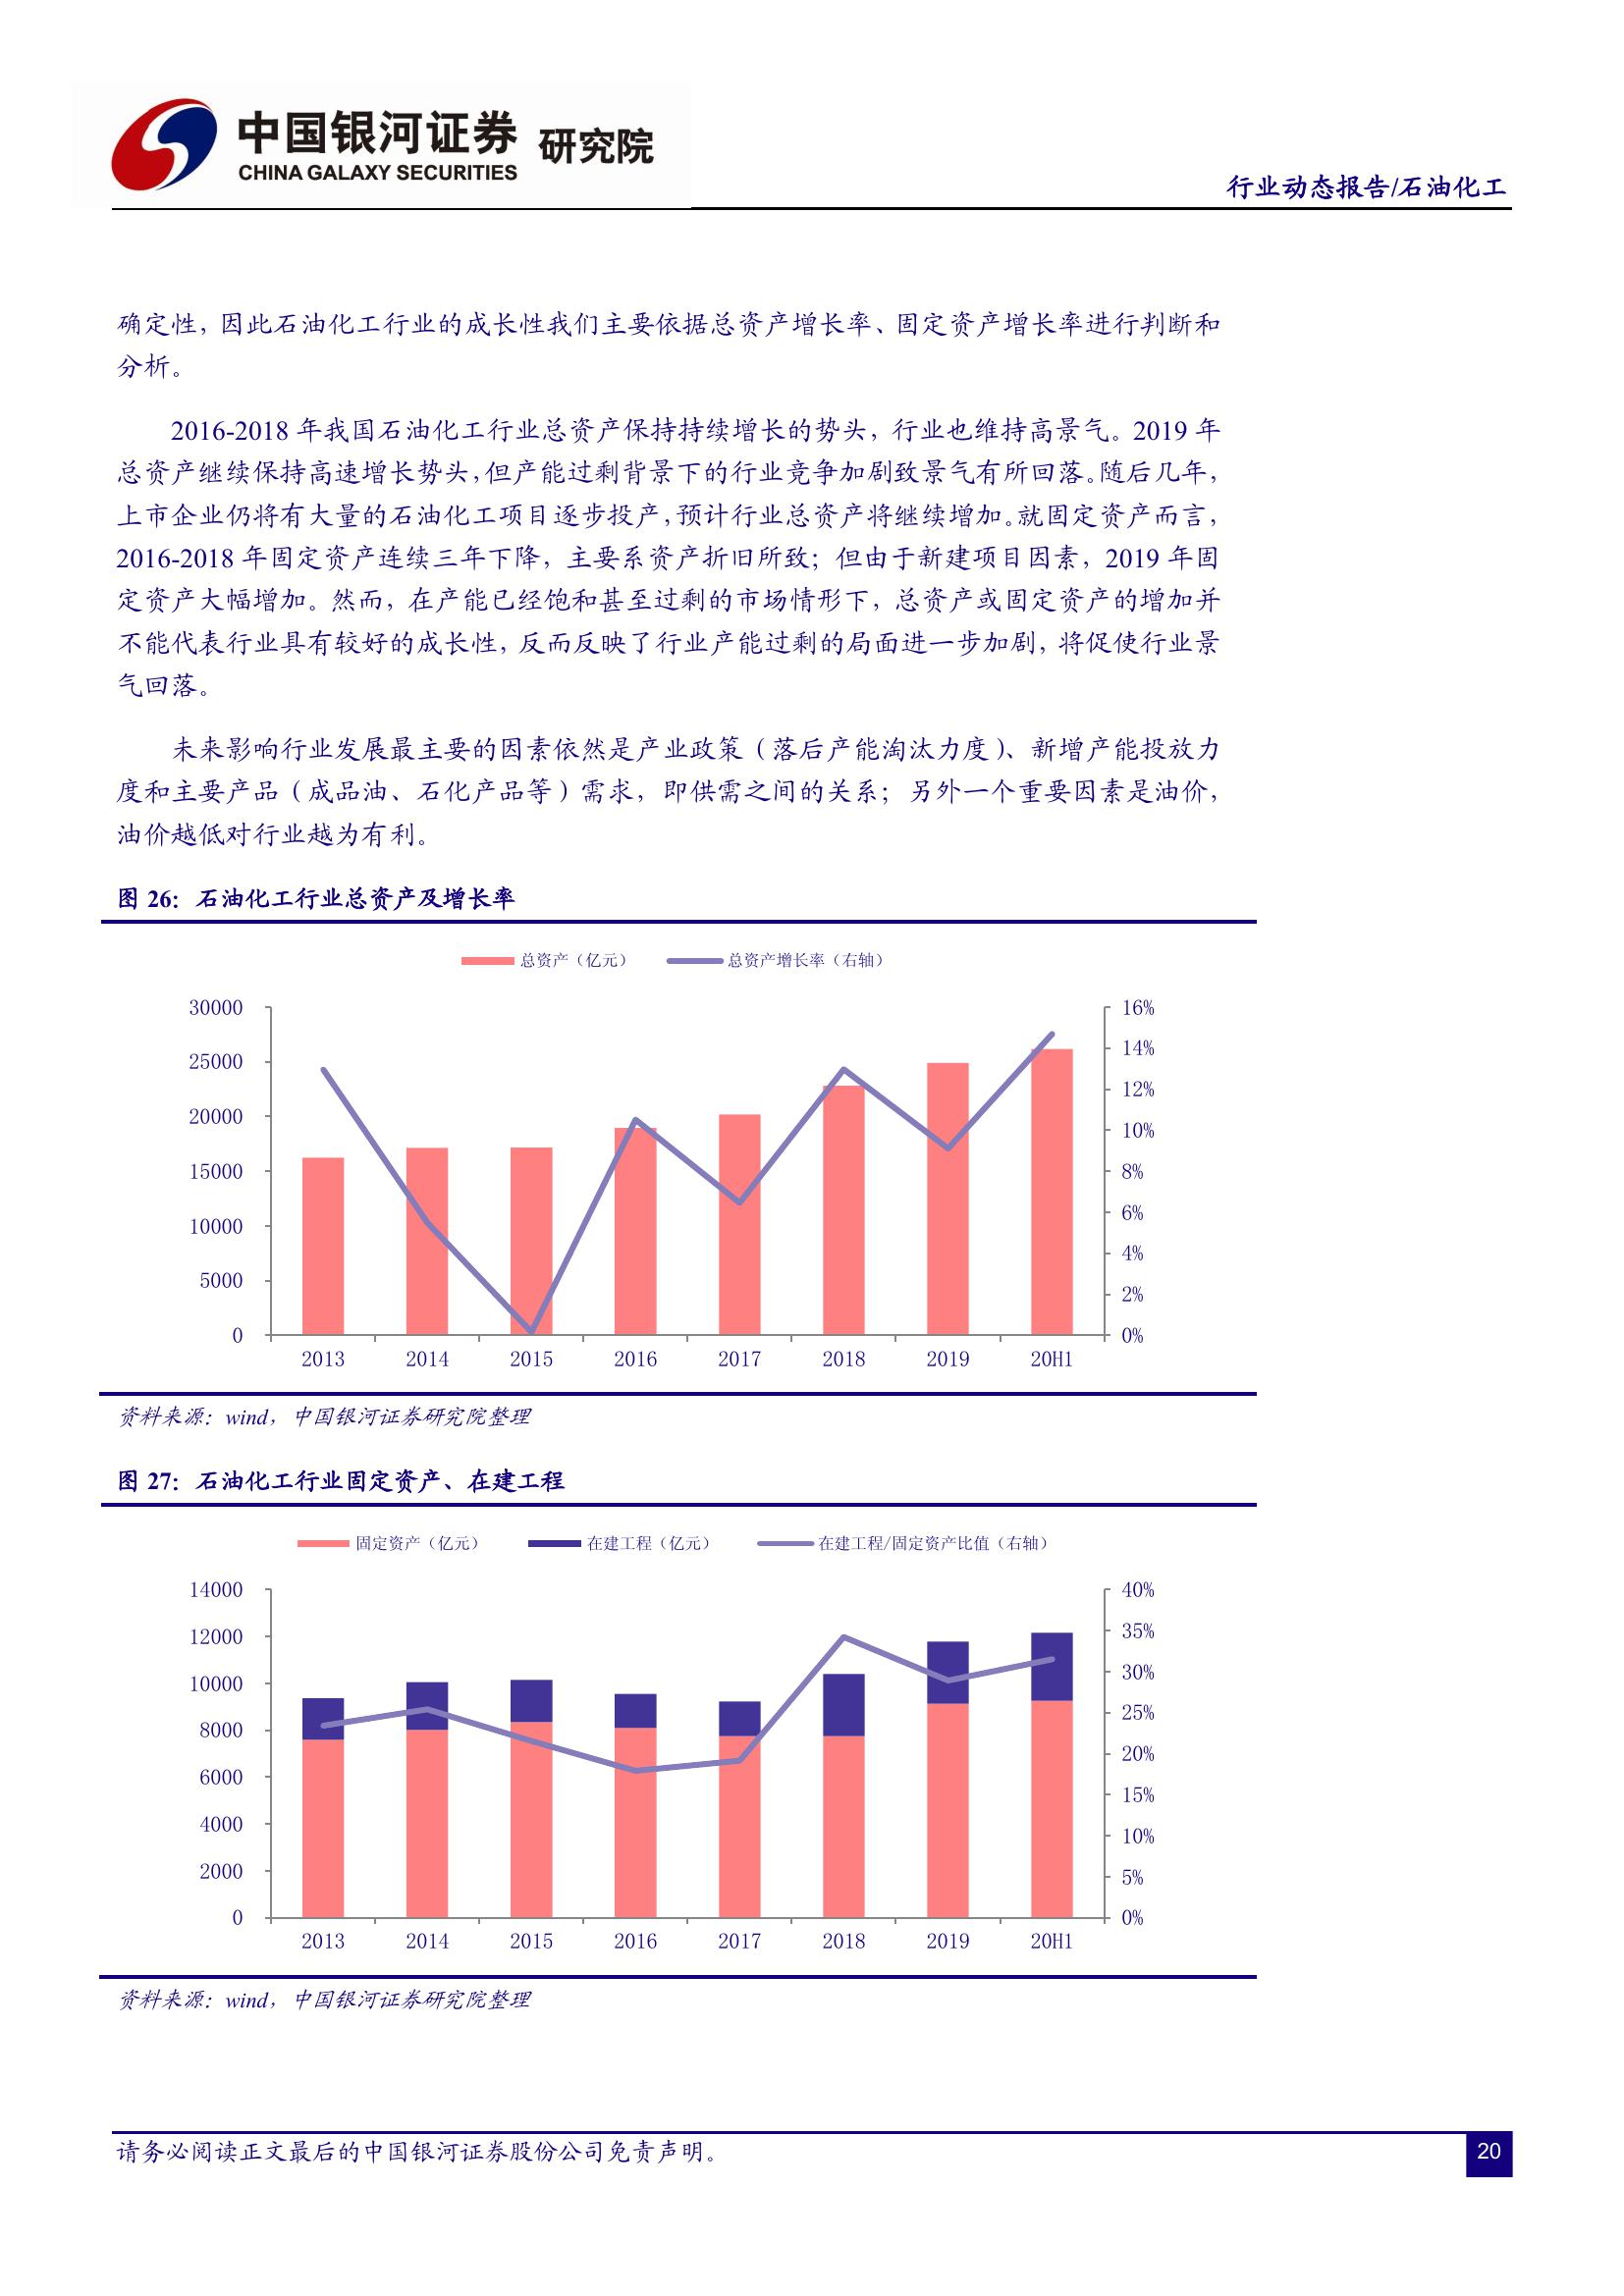 中国银河证券 研究院
CHINA GALAXY SECURITIES
行业动态报告/石油化工
确定性，因此石油化工行业的成长性我们主要依据总资产增长率、固定资产增长率进行判断和
分析。
2016-2018 年我国石油化工行业总资产保持持续增长的势头，行业也维持高景气。2019 年
总资产继续保持高速增长势头，但产能过剩背景下的行业竞争加剧致景气有所回落。随后几年，
上市企业仍将有大量的石油化工项目逐步投产，预计行业总资产将继续增加。就固定资产而言，
2016-2018 年固定资产连续三年下降，主要系资产折旧所致；但由于新建项目因素，2019 年固
定资产大幅增加。然而，在产能已经饱和甚至过剩的市场情形下，总资产或固定资产的增加并
不能代表行业具有较好的成长性，反而反映了行业产能过剩的局面进一步加剧，将促使行业景
气回落。
未来影响行业发展最主要的因素依然是产业政策（落后产能淘汰力度）、新增产能投放力
度和主要产品（成品油、石化产品等）需求，即供需之间的关系；另外一个重要因素是油价，
油价越低对行业越为有利。
图 26：石油化工行业总资产及增长率
总资产（亿元） 总资产增长率（右轴）
30000 16%
25000 14%
20000 12%
15000 10%
10000 8%
5000 6%
0 4%
2%
0%
2013 2014 2015 2016 2017 2018 2019 20H1
资料来源：wind，中国银河证券研究院整理
图 27：石油化工行业固定资产、在建工程
固定资产（亿元） 在建工程（亿元） 在建工程/固定资产比值（右轴）
14000 40%
12000 35%
10000 30%
8000 25%
6000 20%
4000 15%
2000 10%
0 5%
0%
2013 2014 2015 2016 2017 2018 2019 20H1
资料来源：wind，中国银河证券研究院整理
请务必阅读正文最后的中国银河证券股份公司免责声明。
20